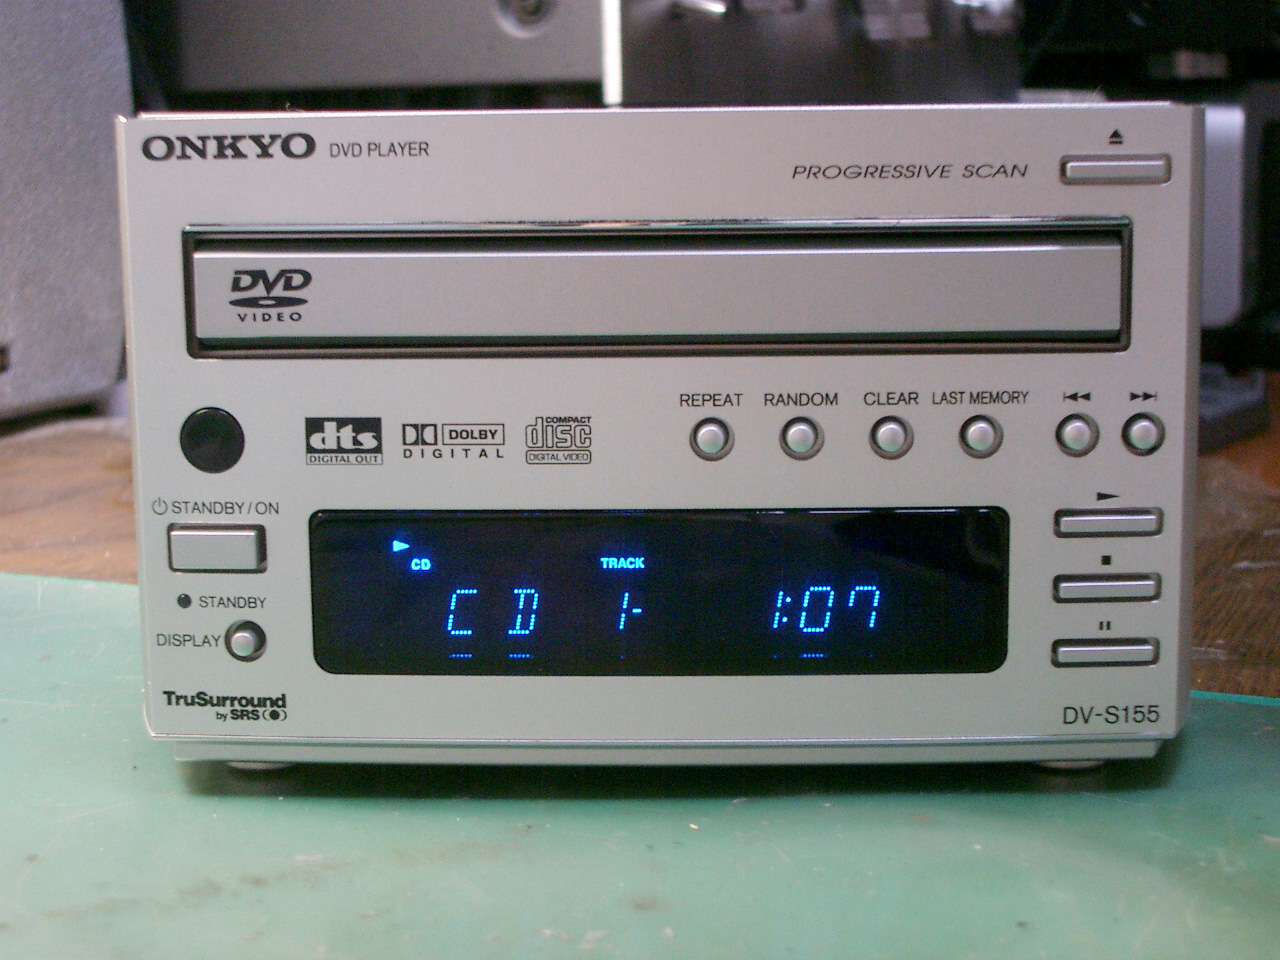 ONKYO DVD PLAYER
PROGRESSIVE SCAN
DVD
VIDEO
REPEAT RANDOM CLEAR LAST MEMORY
dts
DIGITAL OUT
DOLBY
DIGITAL
COMPACT
disc
DIGITAL VIDEO
STANDBY/ON
CD TRACK
CD 1- 1:07
STANDBY
DISPLAY
TruSurround
by SRS(●)
DV-S155